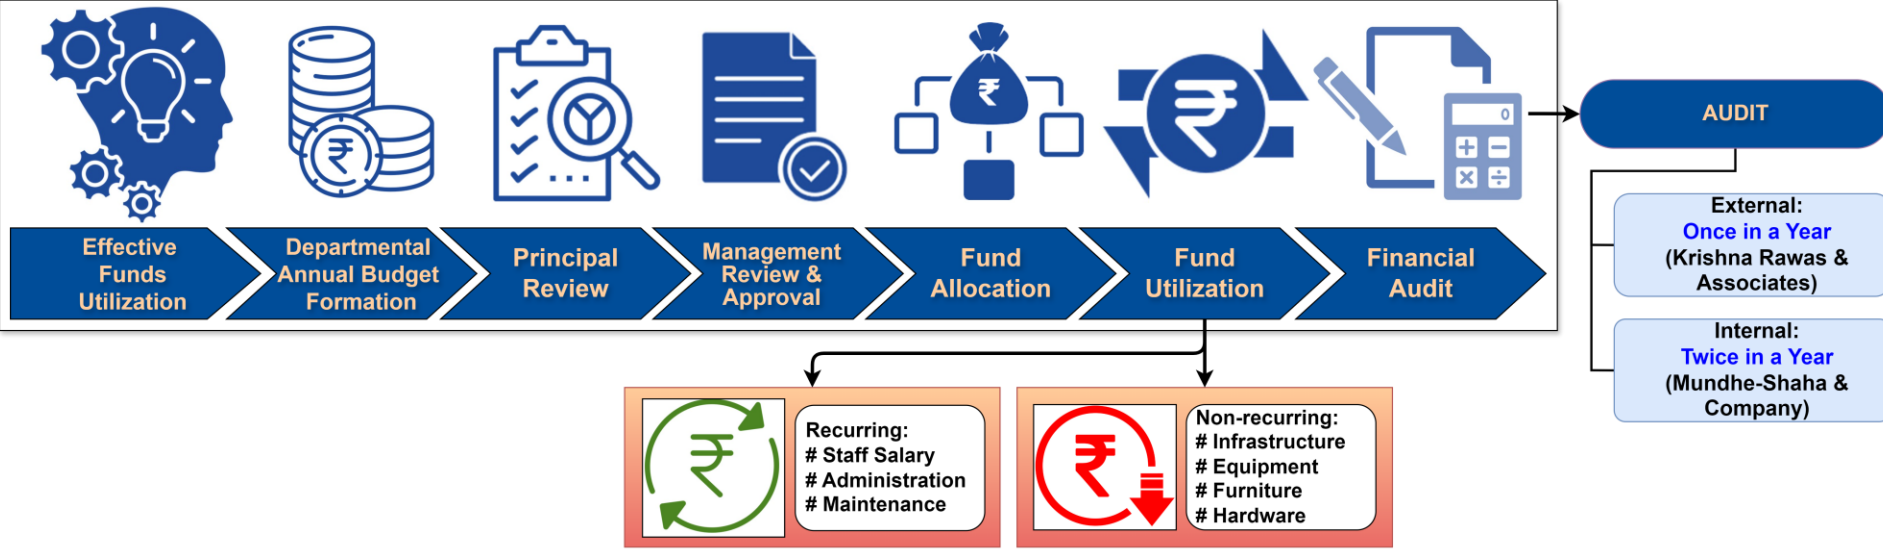 Effective
Funds
Utilization
Departmental
Annual Budget
Formation
Principal
Review
Management
Review &
Approval
Fund
Allocation
Fund
Utilization
Financial
Audit
₹
₹
₹
0
AUDIT
External:
Once in a Year
(Krishna Rawas &
Associates)
Internal:
Twice in a Year
(Mundhe-Shaha &
Company)
₹
Recurring:
# Staff Salary
# Administration
# Maintenance
₹
Non-recurring:
# Infrastructure
# Equipment
# Furniture
# Hardware